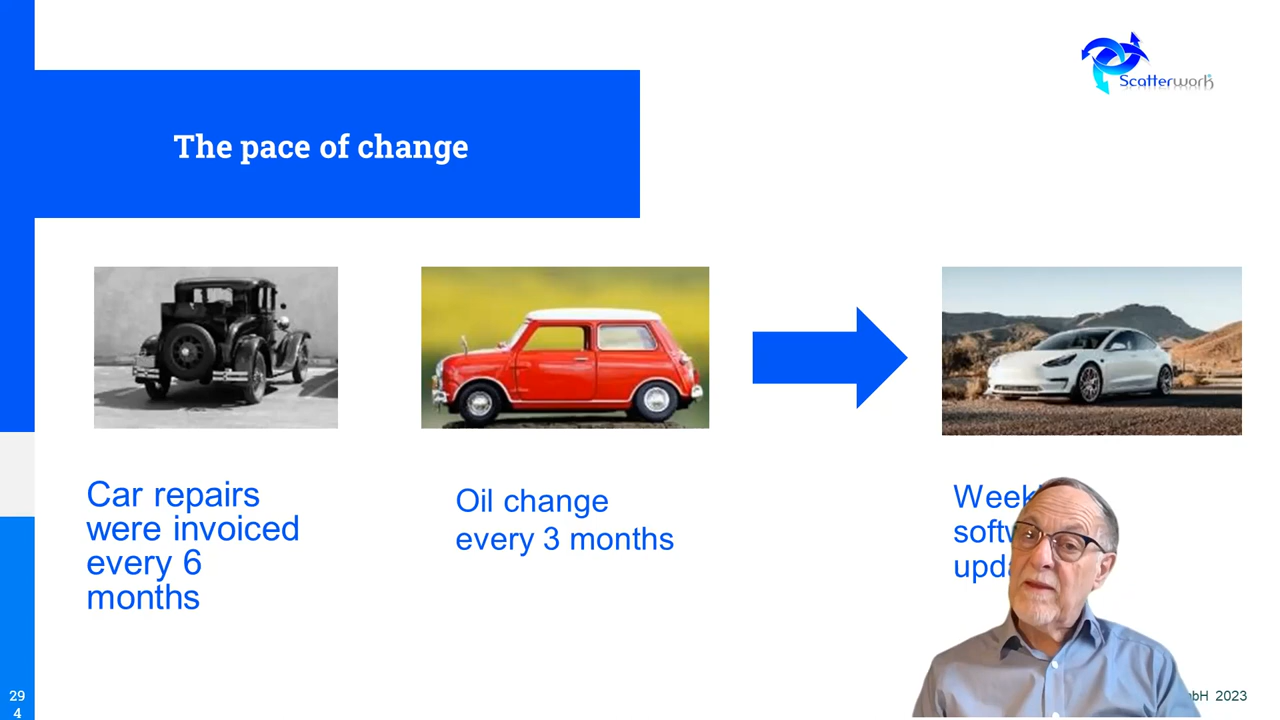 Scatterwork
The pace of change
Car repairs
were invoiced
every 6
months
Oil change
every 3 months
29
4
2023